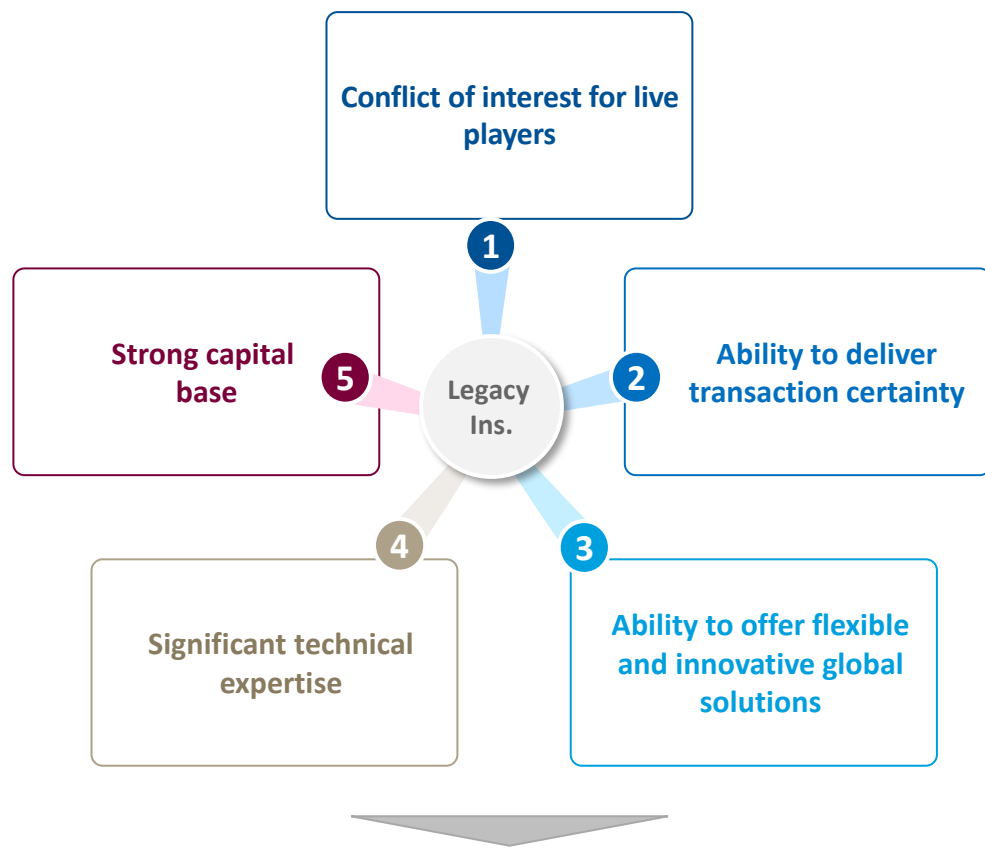 Conflict of interest for live
players
1
Strong capital
base
5
Legacy
Ins.
2
Ability to deliver
transaction certainty
4
Significant technical
expertise
3
Ability to offer flexible
and innovative global
solutions